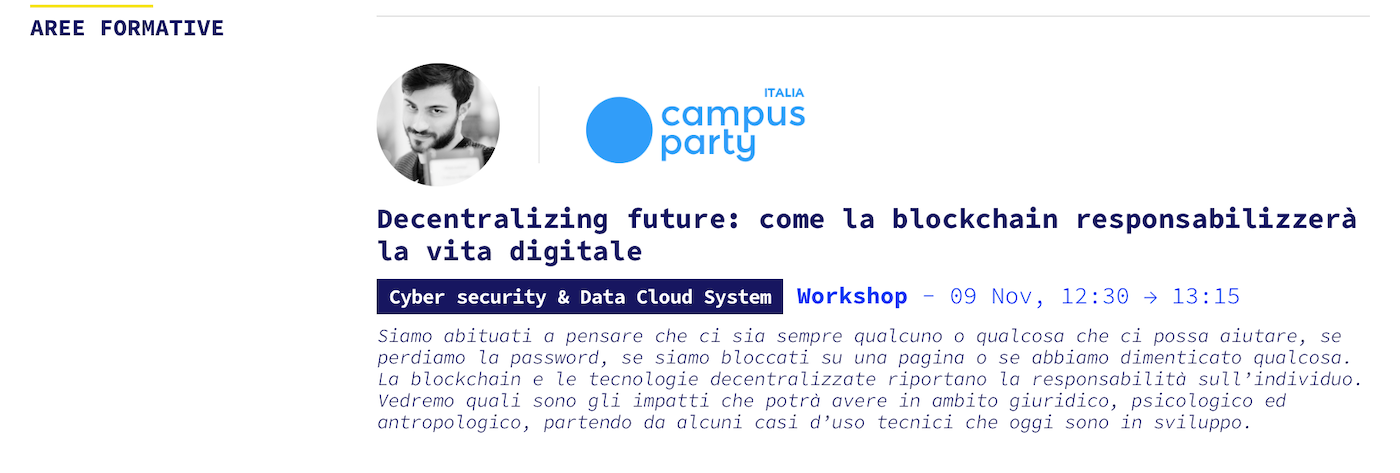 AREE FORMATIVE
ITALIA
campus
party
Decentralizing future: come la blockchain responsabilizzerà
la vita digitale
Cyber security & Data Cloud System Workshop – 09 Nov, 12:30 → 13:15
Siamo abituati a pensare che ci sia sempre qualcuno o qualcosa che ci possa aiutare, se
perdiamo la password, se siamo bloccati su una pagina o se abbiamo dimenticato qualcosa.
La blockchain e le tecnologie decentralizzate riportano la responsabilità sull’individuo.
Vedremo quali sono gli impatti che potrà avere in ambito giuridico, psicologico ed
antropologico, partendo da alcuni casi d’uso tecnici che oggi sono in sviluppo.